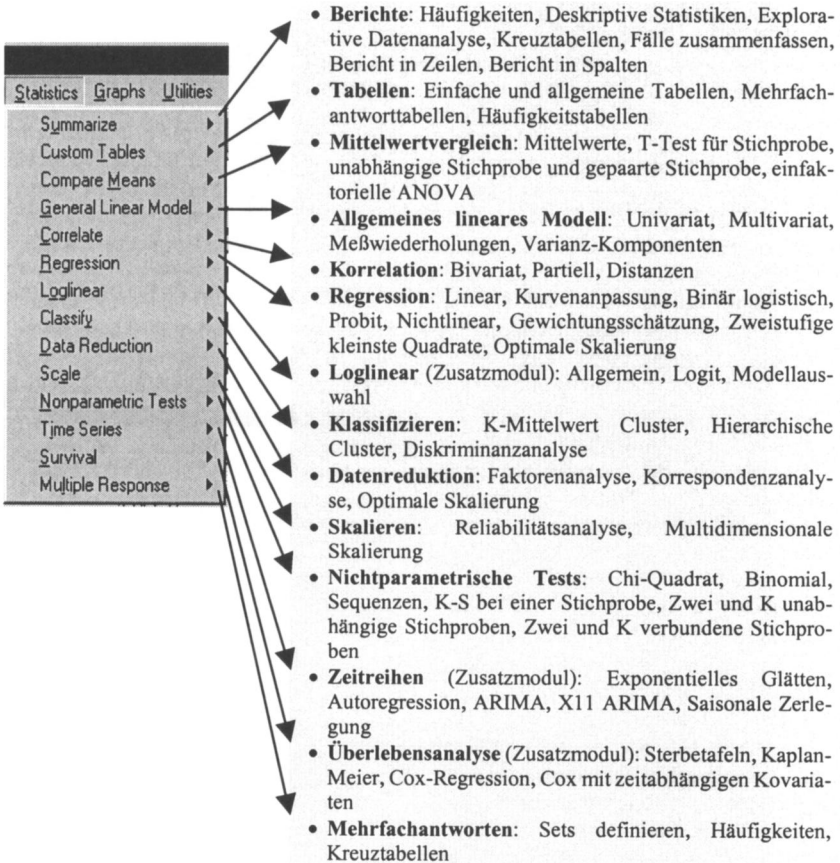 Statistics Graphs Utilities
Summarize
Custom Tables
Compare Means
General Linear Model
Correlate
Regression
Loglinear
Classify
Data Reduction
Scale
Nonparametric Tests
Time Series
Survival
Multiple Response
• Berichte: Häufigkeiten, Deskriptive Statistiken, Explora-
tive Datenanalyse, Kreuztabellen, Fälle zusammenfassen,
Bericht in Zeilen, Bericht in Spalten
• Tabellen: Einfache und allgemeine Tabellen, Mehrfach-
antworttabellen, Häufigkeitstabellen
• Mittelwertvergleich: Mittelwerte, T-Test für Stichprobe,
unabhängige Stichprobe und gepaarte Stichprobe, einfak-
torielle ANOVA
• Allgemeines lineares Modell: Univariat, Multivariat,
Meßwiederholungen, Varianz-Komponenten
• Korrelation: Bivariat, Partiell, Distanzen
• Regression: Linear, Kurvenanpassung, Binär logistisch,
Probit, Nichtlinear, Gewichtungsschätzung, Zweistufige
kleinste Quadrate, Optimale Skalierung
• Loglinear (Zusatzmodul): Allgemein, Logit, Modellaus-
wahl
• Klassifizieren: K-Mittelwert Cluster, Hierarchische
Cluster, Diskriminanzanalyse
• Datenreduktion: Faktorenanalyse, Korrespondenzanaly-
se, Optimale Skalierung
• Skalieren: Reliabilitätsanalyse, Multidimensionale
Skalierung
• Nichtparametrische Tests: Chi-Quadrat, Binomial,
Sequenzen, K-S bei einer Stichprobe, Zwei und K unab-
hängige Stichproben, Zwei und K verbundene Stichpro-
ben
• Zeitreihen (Zusatzmodul): Exponentielles Glätten,
Autoregression, ARIMA, X11 ARIMA, Saisonale Zerle-
gung
• Überlebensanalyse (Zusatzmodul): Sterbetafeln, Kaplan-
Meier, Cox-Regression, Cox mit zeitabhängigen Kovaria-
ten
• Mehrfachantworten: Sets definieren, Häufigkeiten,
Kreuztabellen